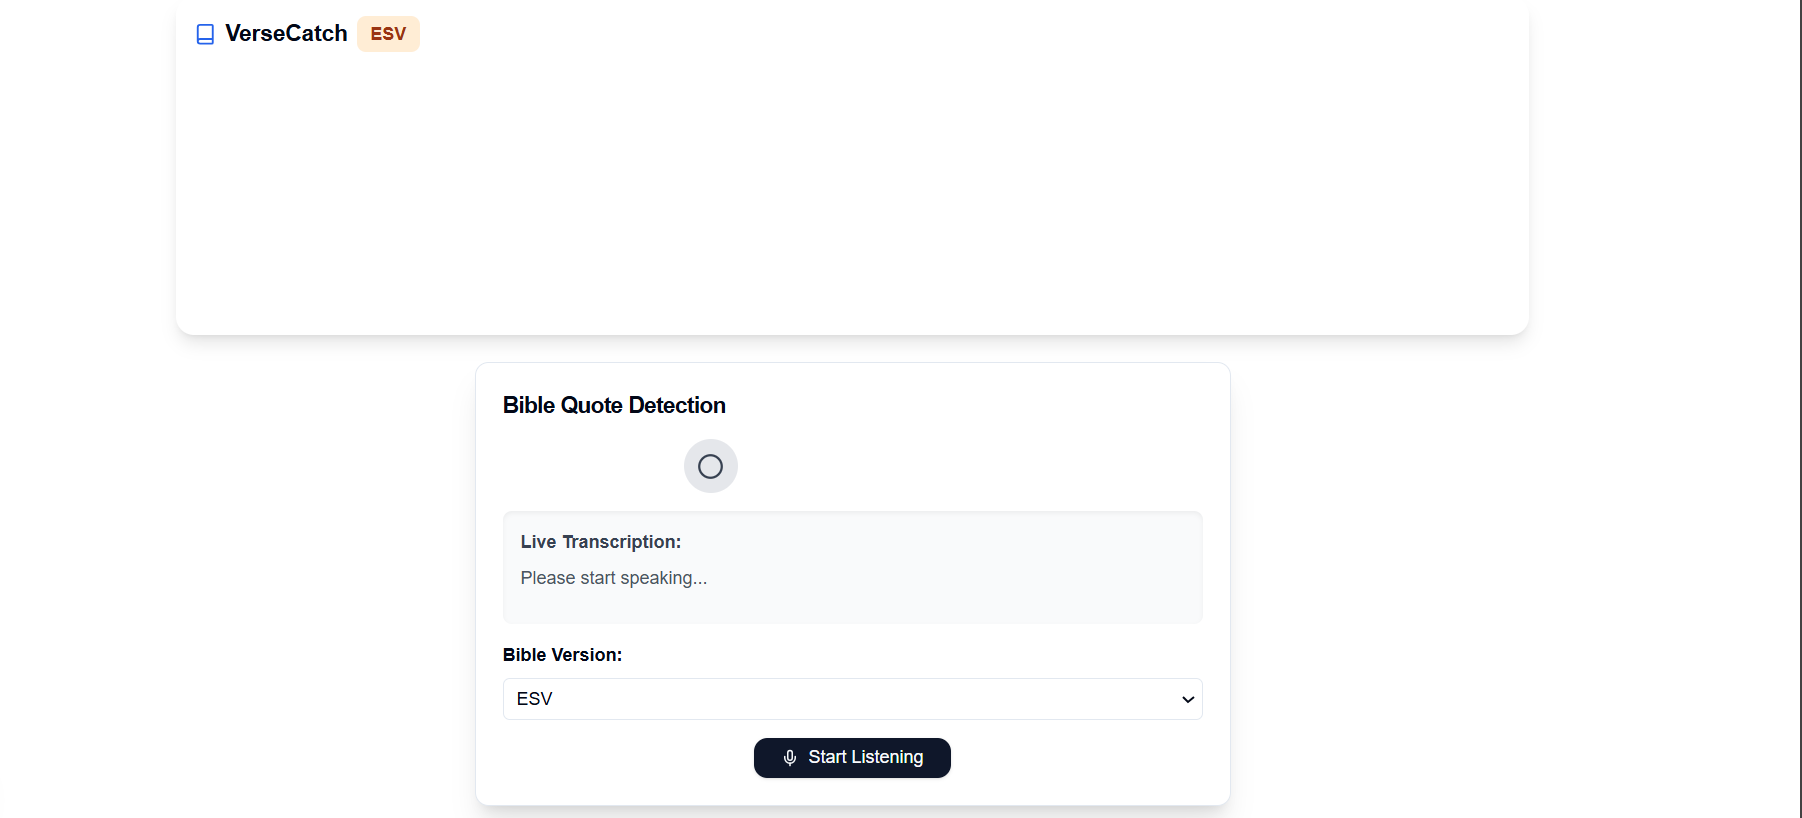 VerseCatch ESV
Bible Quote Detection
Live Transcription:
Please start speaking...
Bible Version:
ESV
Start Listening